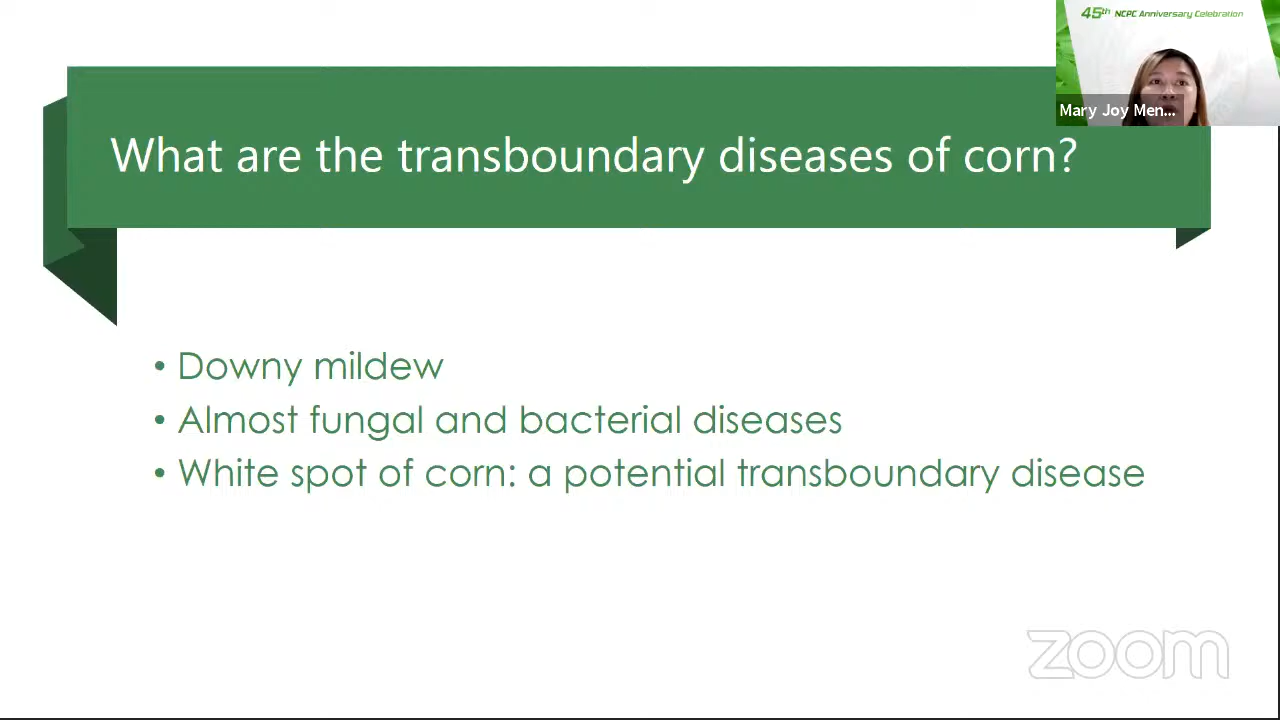 45th NCPC Anniversary Celebration
Mary Joy Men...
What are the transboundary diseases of corn?
• Downy mildew
• Almost fungal and bacterial diseases
• White spot of corn: a potential transboundary disease
zoom